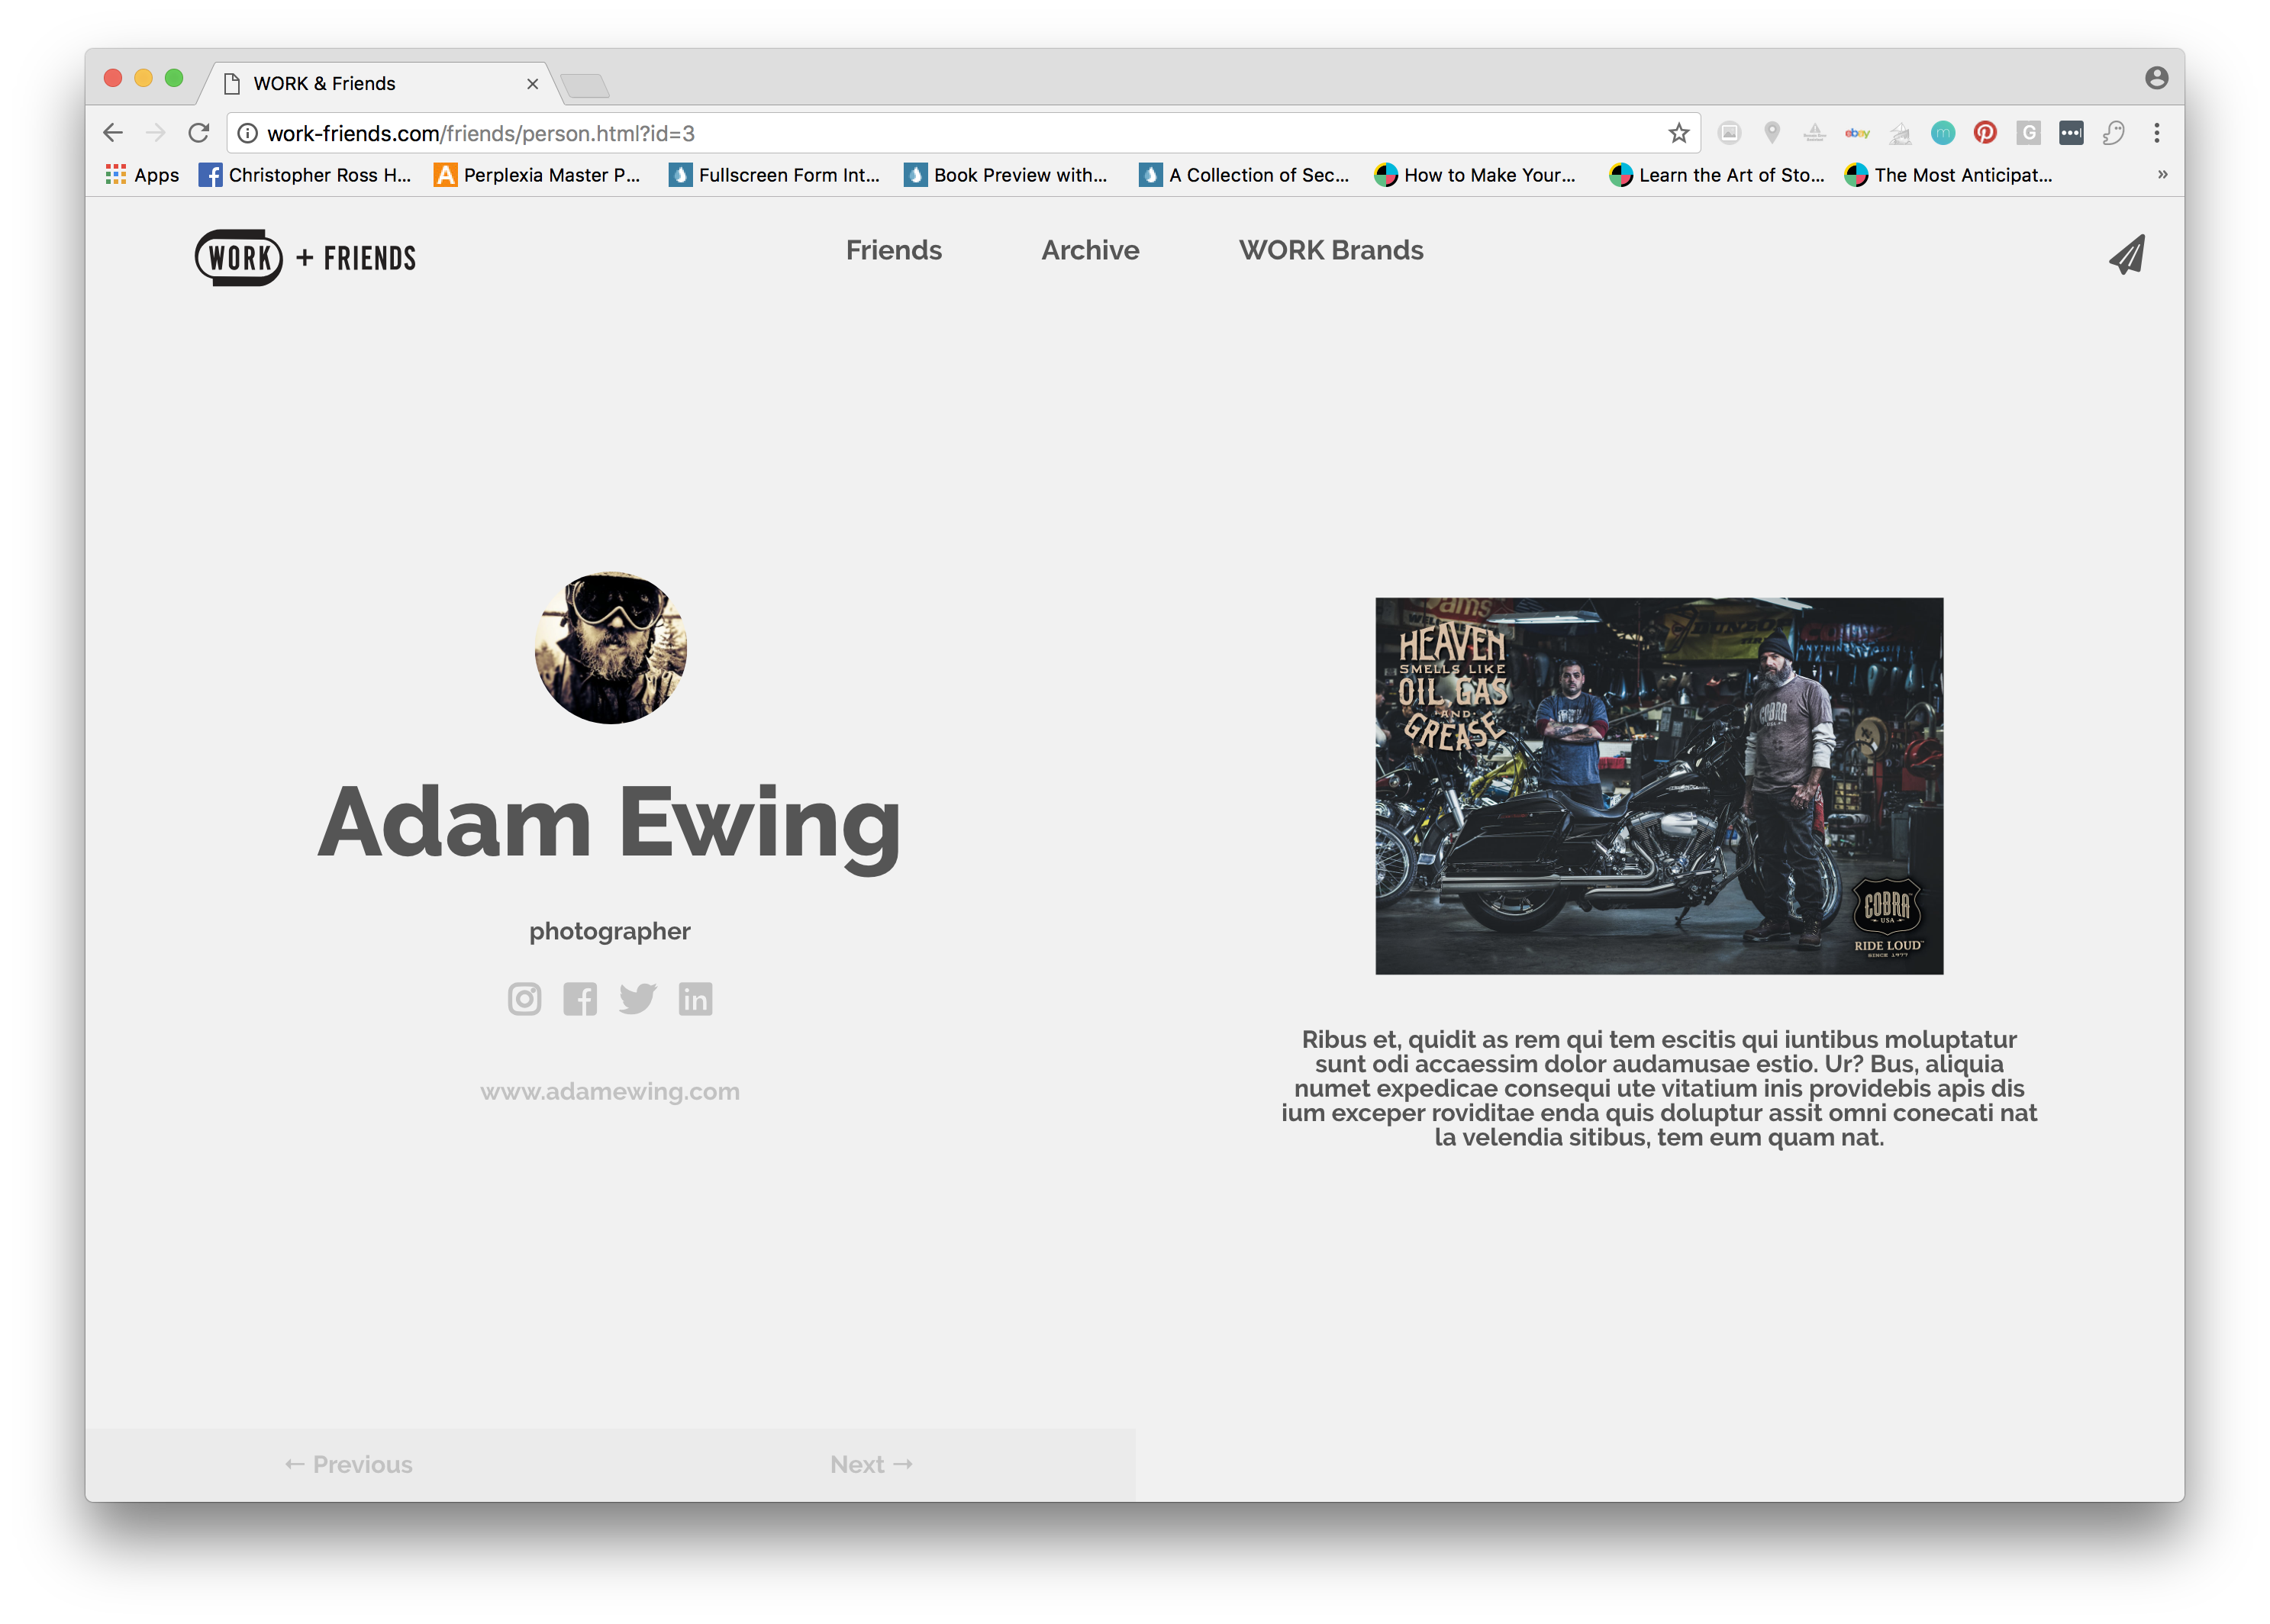 WORK & Friends
work-friends.com/friends/person.html?id=3
Apps
Christopher Ross H...
Perplexia Master P...
Fullscreen Form Int...
Book Preview with...
A Collection of Sec...
How to Make Your...
Learn the Art of Sto...
The Most Anticipat...
»
WORK + FRIENDS
Friends
Archive
WORK Brands
Adam Ewing
photographer
www.adamewing.com
HEAVEN
SMELLS LIKE
OIL GAS
AND
GREASE
COBRA
COBRA
USA
RIDE LOUD™
SINCE 1977
Ribus et, quidit as rem qui tem escitis qui iuntibus moluptatur
sunt odi accaessim dolor audamusae estio. Ur? Bus, aliquia
numet expedicae consequi ute vitatium inis providebis apis dis
ium exceper roviditae enda quis doluptur assit omni conecati nat
la velendia sitibus, tem eum quam nat.
← Previous
Next →